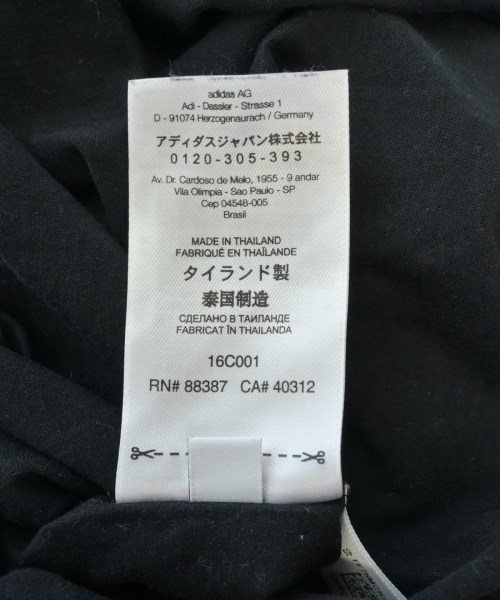 adidas AG
Adi - Dassler - Strasse 1
D - 91074 Herzogenaurach / Germany
アディダスジャパン株式会社
0120-305-393
Av. Dr. Cardoso de Melo, 1955 - 9 andar
Vila Olimpia - Sao Paulo - SP
Cep 04548-005
Brasil
MADE IN THAILAND
FABRIQUÉ EN THAÏLANDE
タイランド製
泰国制造
СДЕЛАНО В ТАИЛАНДЕ
FABRICAT ÎN THAILANDA
16C001
RN# 88387 CA# 40312